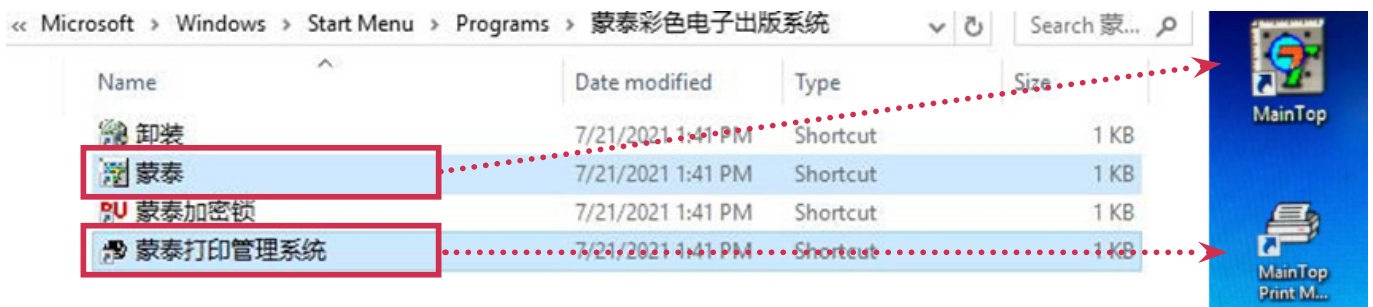 « Microsoft › Windows › Start Menu › Programs › 蒙泰彩色电子出版系统 Search 蒙...
Name Date modified Type Size
卸装 7/21/2021 1:41 PM Shortcut 1 KB
蒙泰 7/21/2021 1:41 PM Shortcut 1 KB
蒙泰加密锁 7/21/2021 1:41 PM Shortcut 1 KB
蒙泰打印管理系统 7/21/2021 1:41 PM Shortcut 1 KB
MainTop
MainTop
Print M...